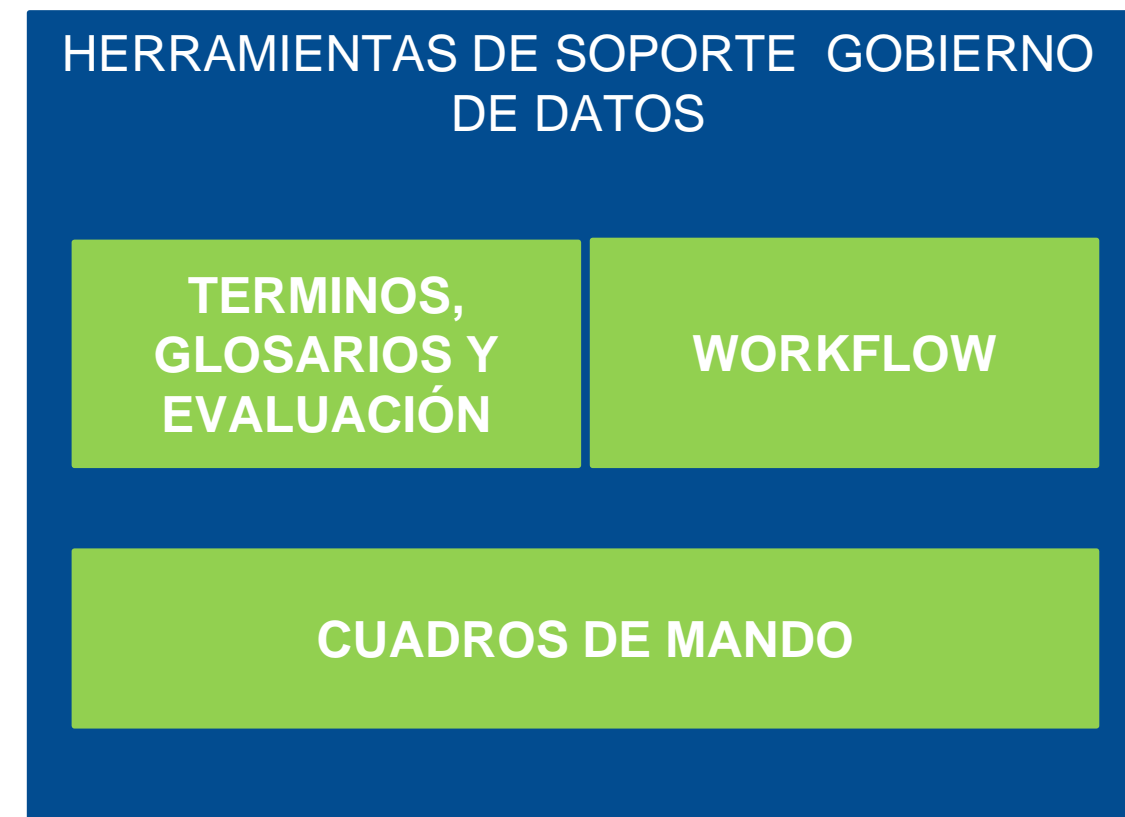 HERRAMIENTAS DE SOPORTE  GOBIERNO
DE DATOS
TERMINOS,
GLOSARIOS Y
EVALUACIÓN
WORKFLOW
CUADROS DE MANDO